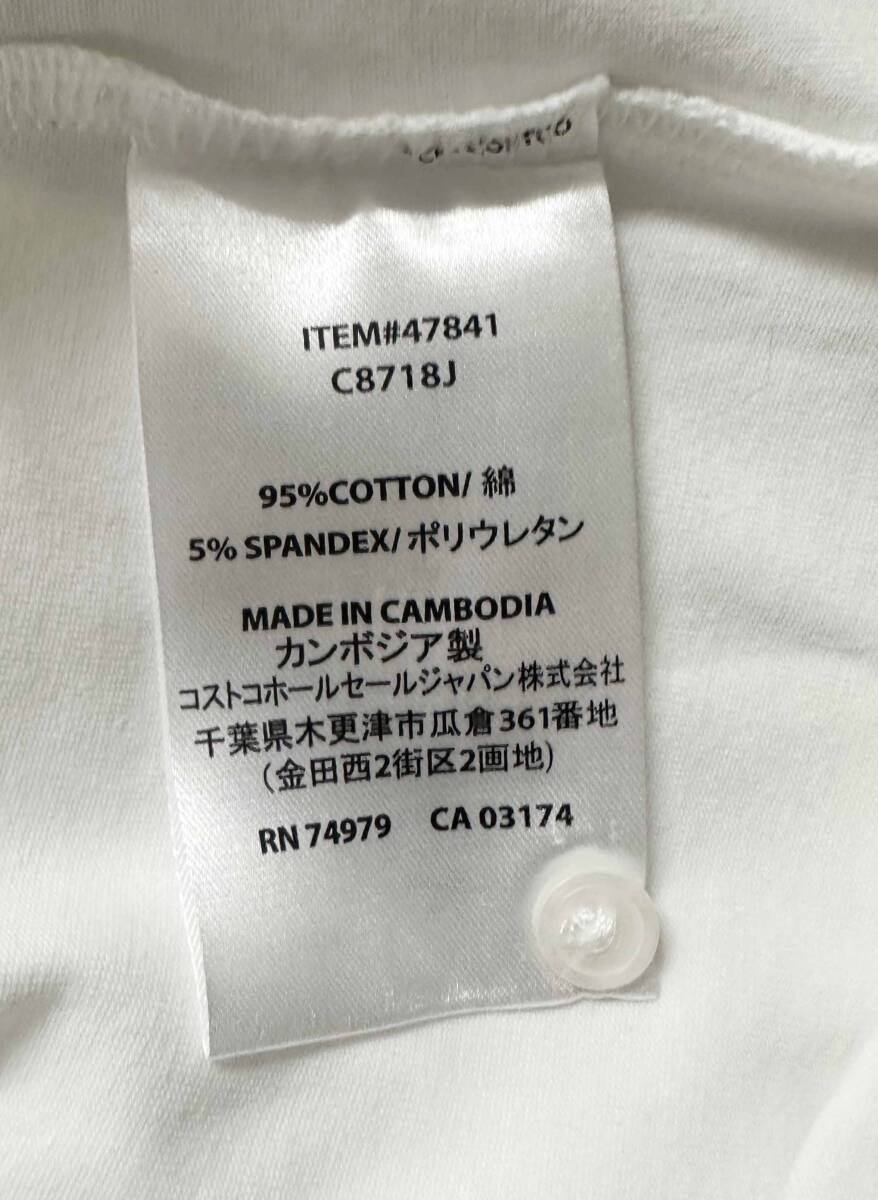 ITEM#47841
C8718J
95%COTTON/ 綿
5% SPANDEX/ポリウレタン
MADE IN CAMBODIA
カンボジア製
コストコホールセールジャパン株式会社
千葉県木更津市瓜倉361番地
(金田西2街区2画地)
RN 74979 CA 03174